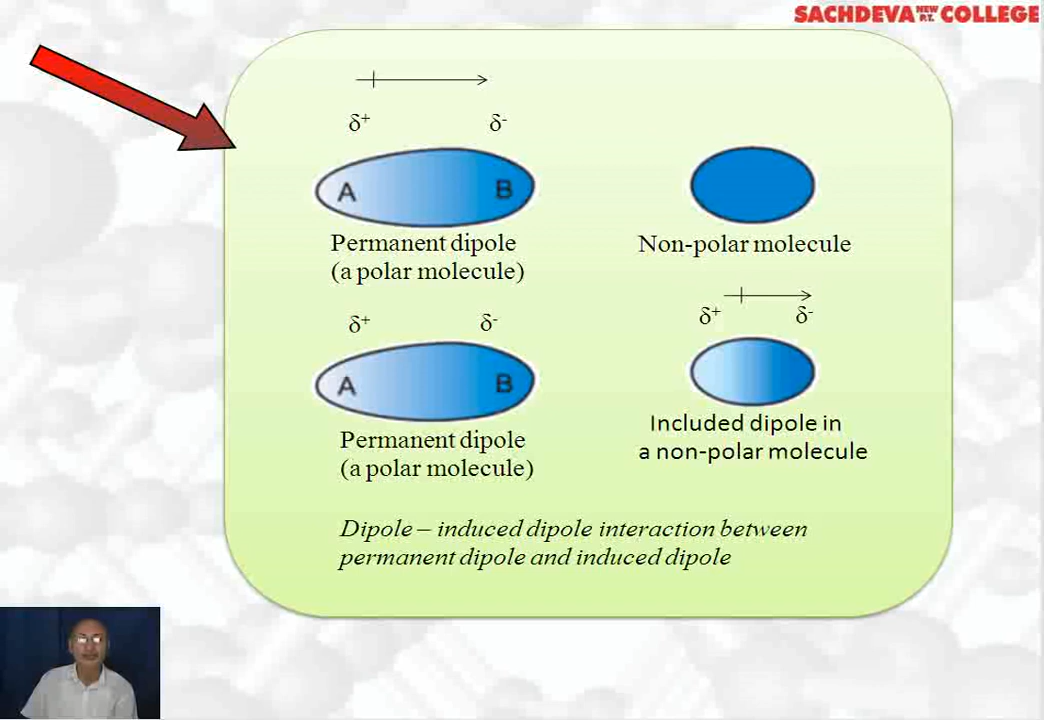 SACHDEVA NEW P.T. COLLEGE
δ+ δ-
A B
Permanent dipole
(a polar molecule)
Non-polar molecule
δ+ δ-
A B
Permanent dipole
(a polar molecule)
δ+ δ-
Included dipole in
a non-polar molecule
Dipole – induced dipole interaction between
permanent dipole and induced dipole